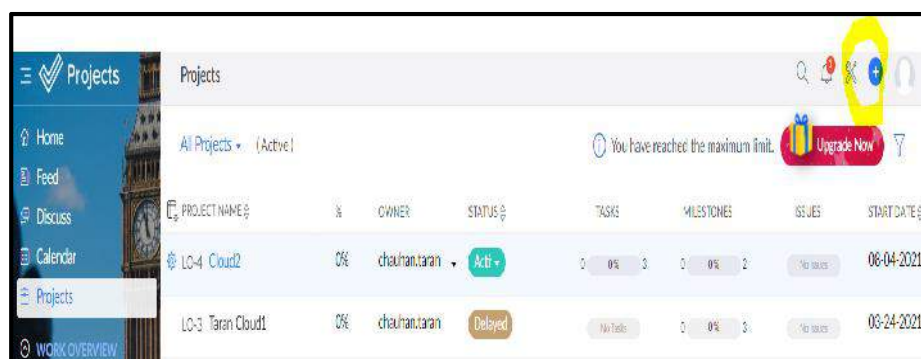 Projects
Projects
1
Home
All Projects (Active)
You have reached the maximum limit.
Upgrade Now
Feed
Discuss
PROJECT NAME % OWNER STATUS TASKS MILESTONES ISSUES START DATE
Calendar
LO-4 Cloud2 0% chauhan.taran Acti 0 0% 3 0 0% 2 No Issues 08-04-2021
Projects
LO-3 Taran Cloud1 0% chauhan.taran Delayed No Tasks 0 0% 3 No Issues 03-24-2021
WORK OVERVIEW